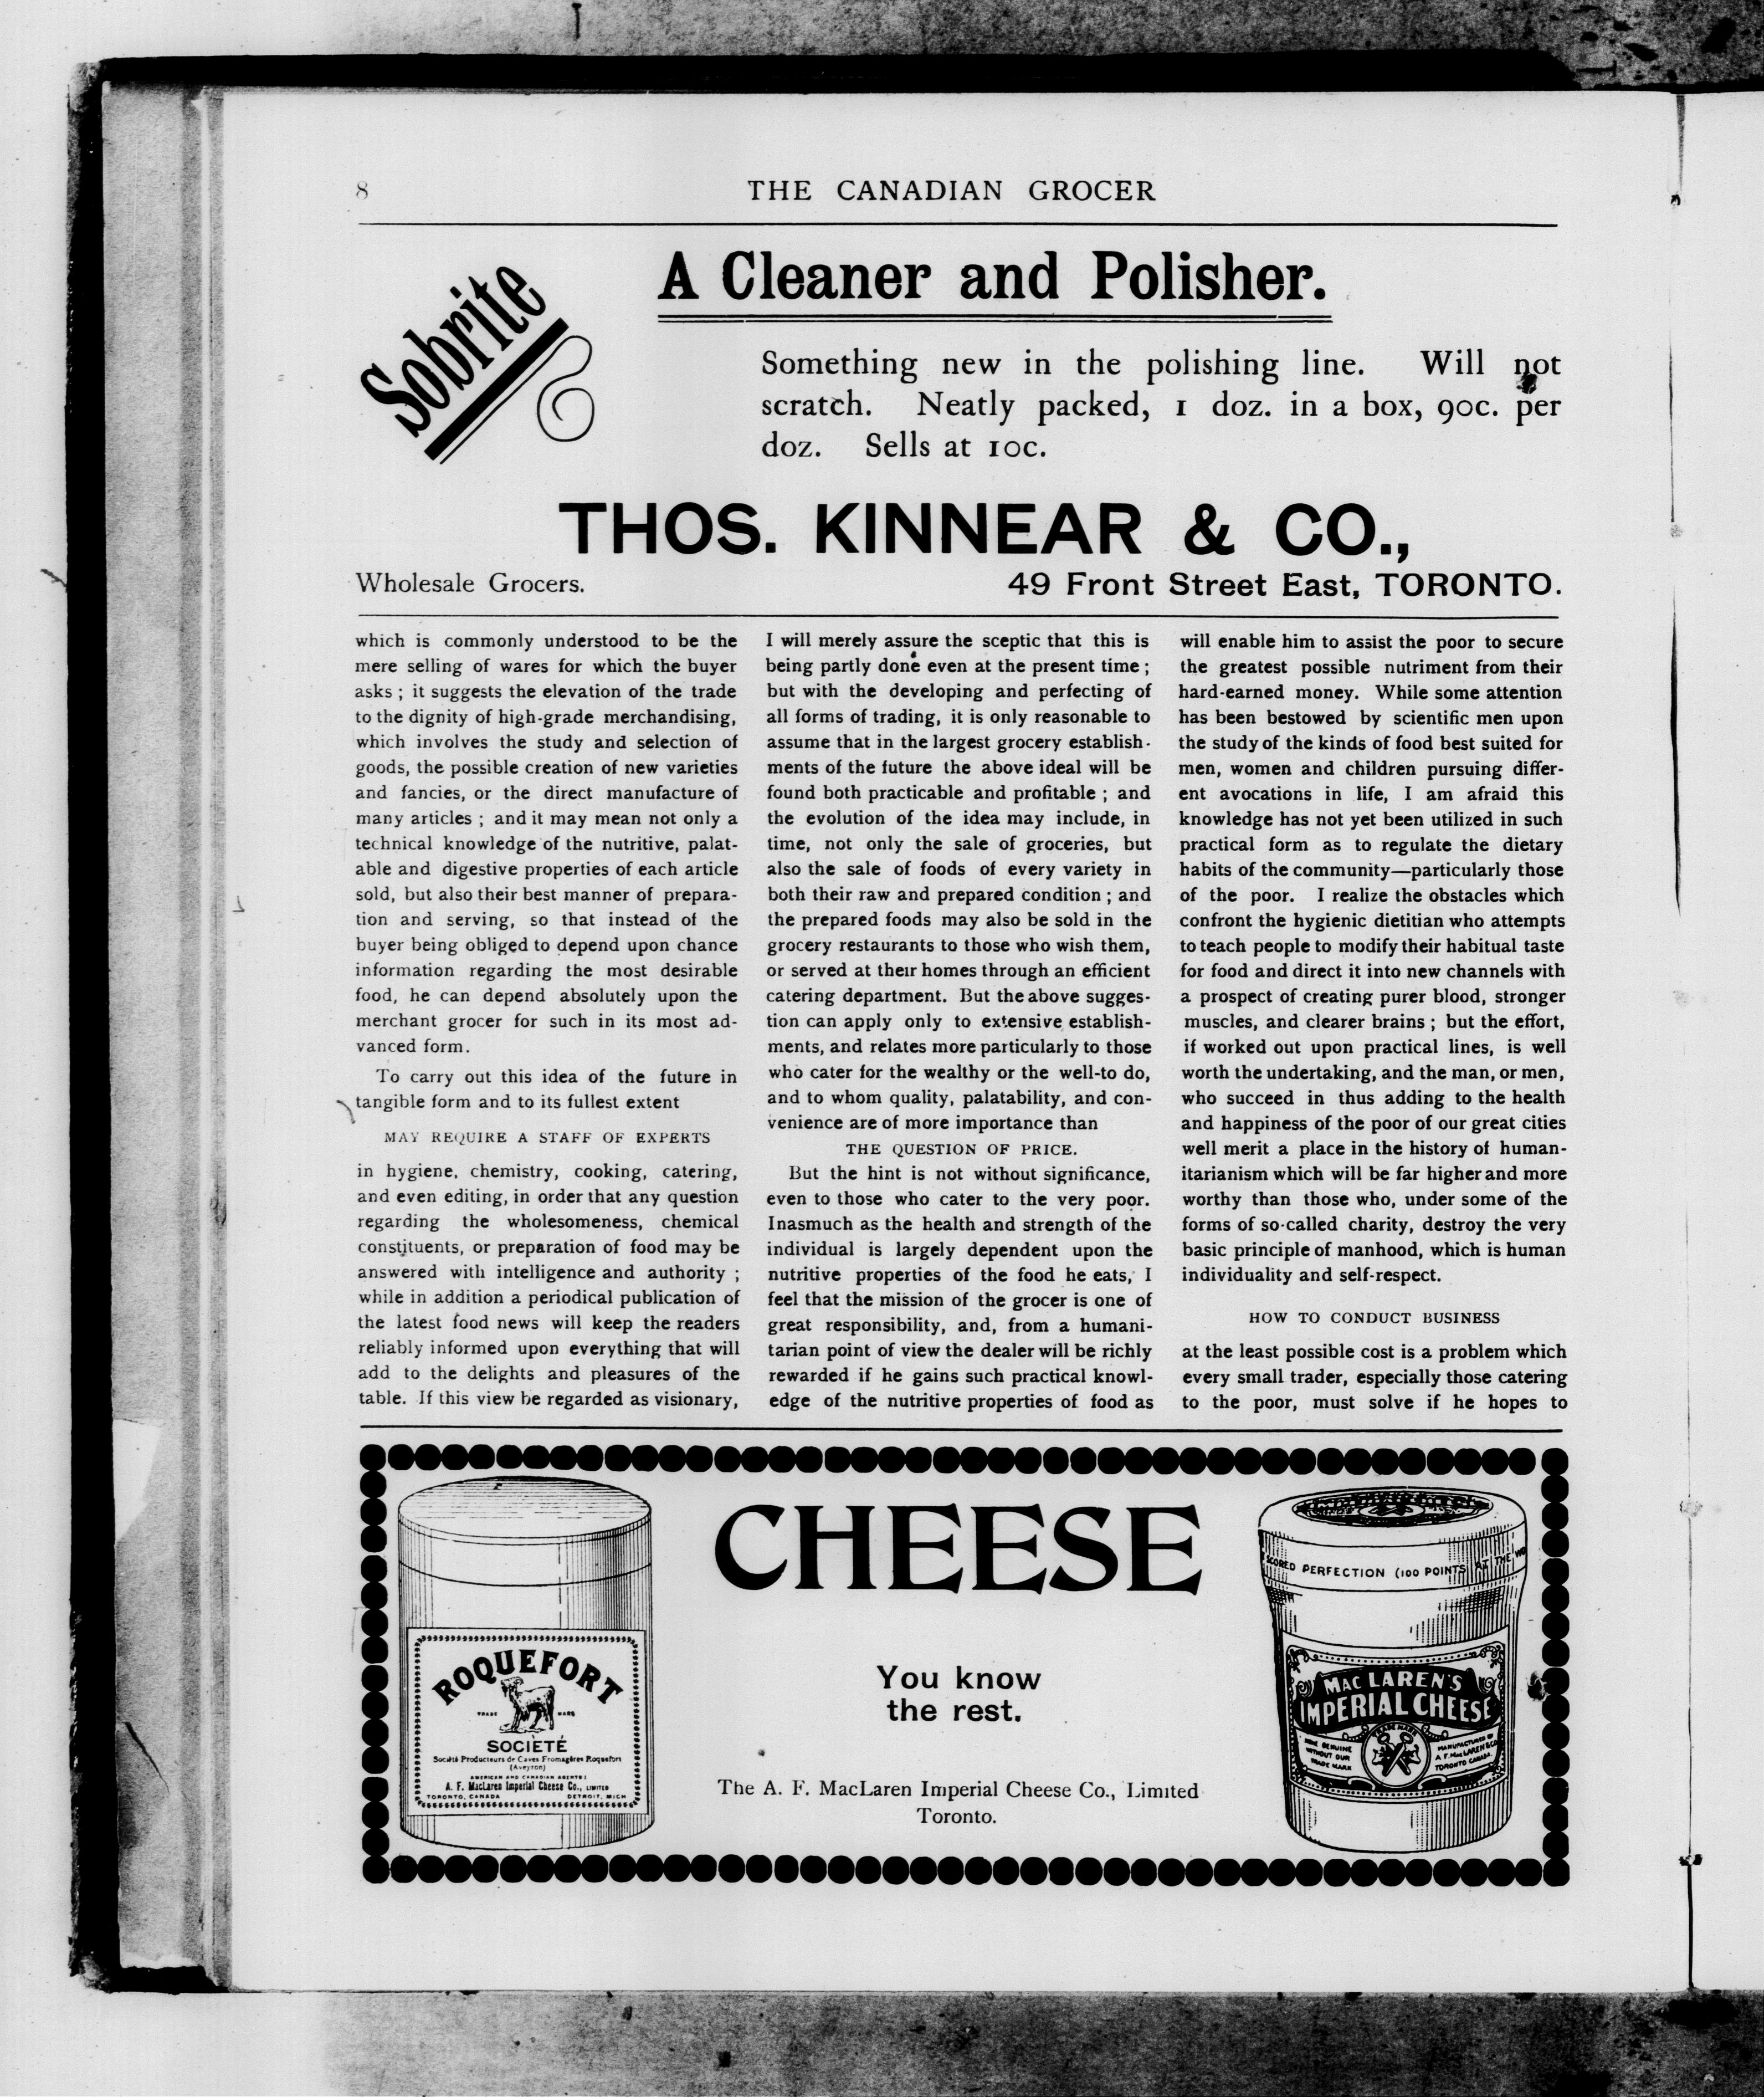 8
THE CANADIAN GROCER
Sobrite
A Cleaner and Polisher.
Something new in the polishing line. Will not
scratch. Neatly packed, 1 doz. in a box, 90c. per
doz. Sells at 10c.
THOS. KINNEAR & CO.,
Wholesale Grocers.
49 Front Street East, TORONTO.
which is commonly understood to be the
mere selling of wares for which the buyer
asks ; it suggests the elevation of the trade
to the dignity of high-grade merchandising,
which involves the study and selection of
goods, the possible creation of new varieties
and fancies, or the direct manufacture of
many articles ; and it may mean not only a
technical knowledge of the nutritive, palat-
able and digestive properties of each article
sold, but also their best manner of prepara-
tion and serving, so that instead of the
buyer being obliged to depend upon chance
information regarding the most desirable
food, he can depend absolutely upon the
merchant grocer for such in its most ad-
vanced form.
To carry out this idea of the future in
tangible form and to its fullest extent
MAY REQUIRE A STAFF OF EXPERTS
in hygiene, chemistry, cooking, catering,
and even editing, in order that any question
regarding the wholesomeness, chemical
constituents, or preparation of food may be
answered with intelligence and authority ;
while in addition a periodical publication of
the latest food news will keep the readers
reliably informed upon everything that will
add to the delights and pleasures of the
table. If this view be regarded as visionary,
I will merely assure the sceptic that this is
being partly done even at the present time ;
but with the developing and perfecting of
all forms of trading, it is only reasonable to
assume that in the largest grocery establish-
ments of the future the above ideal will be
found both practicable and profitable ; and
the evolution of the idea may include, in
time, not only the sale of groceries, but
also the sale of foods of every variety in
both their raw and prepared condition ; and
the prepared foods may also be sold in the
grocery restaurants to those who wish them,
or served at their homes through an efficient
catering department. But the above sugges-
tion can apply only to extensive establish-
ments, and relates more particularly to those
who cater for the wealthy or the well-to do,
and to whom quality, palatability, and con-
venience are of more importance than
THE QUESTION OF PRICE.
But the hint is not without significance,
even to those who cater to the very poor.
Inasmuch as the health and strength of the
individual is largely dependent upon the
nutritive properties of the food he eats, I
feel that the mission of the grocer is one of
great responsibility, and, from a humani-
tarian point of view the dealer will be richly
rewarded if he gains such practical knowl-
edge of the nutritive properties of food as
will enable him to assist the poor to secure
the greatest possible nutriment from their
hard-earned money. While some attention
has been bestowed by scientific men upon
the study of the kinds of food best suited for
men, women and children pursuing differ-
ent avocations in life, I am afraid this
knowledge has not yet been utilized in such
practical form as to regulate the dietary
habits of the community—particularly those
of the poor. I realize the obstacles which
confront the hygienic dietitian who attempts
to teach people to modify their habitual taste
for food and direct it into new channels with
a prospect of creating purer blood, stronger
muscles, and clearer brains ; but the effort,
if worked out upon practical lines, is well
worth the undertaking, and the man, or men,
who succeed in thus adding to the health
and happiness of the poor of our great cities
well merit a place in the history of human-
itarianism which will be far higher and more
worthy than those who, under some of the
forms of so-called charity, destroy the very
basic principle of manhood, which is human
individuality and self-respect.
HOW TO CONDUCT BUSINESS
at the least possible cost is a problem which
every small trader, especially those catering
to the poor, must solve if he hopes to
ROQUEFORT
TRADE MARK
SOCIÉTÉ
Société Producteurs de Caves Fromagères Roquefort
(Aveyron)
AMERICAN AND CANADIAN AGENTS:
A. F. MacLaren Imperial Cheese Co., LIMITED
TORONTO, CANADA DETROIT, MICH
CHEESE
You know
the rest.
The A. F. MacLaren Imperial Cheese Co., Limited
Toronto.
SCORED PERFECTION (100 POINTS) AT THE WO
MACLAREN'S
IMPERIAL CHEESE
TRADE MARK
NONE GENUINE
WITHOUT OUR
TRADE MARK
MANUFACTURED BY
A. F. MACLAREN & CO.
TORONTO CANADA.